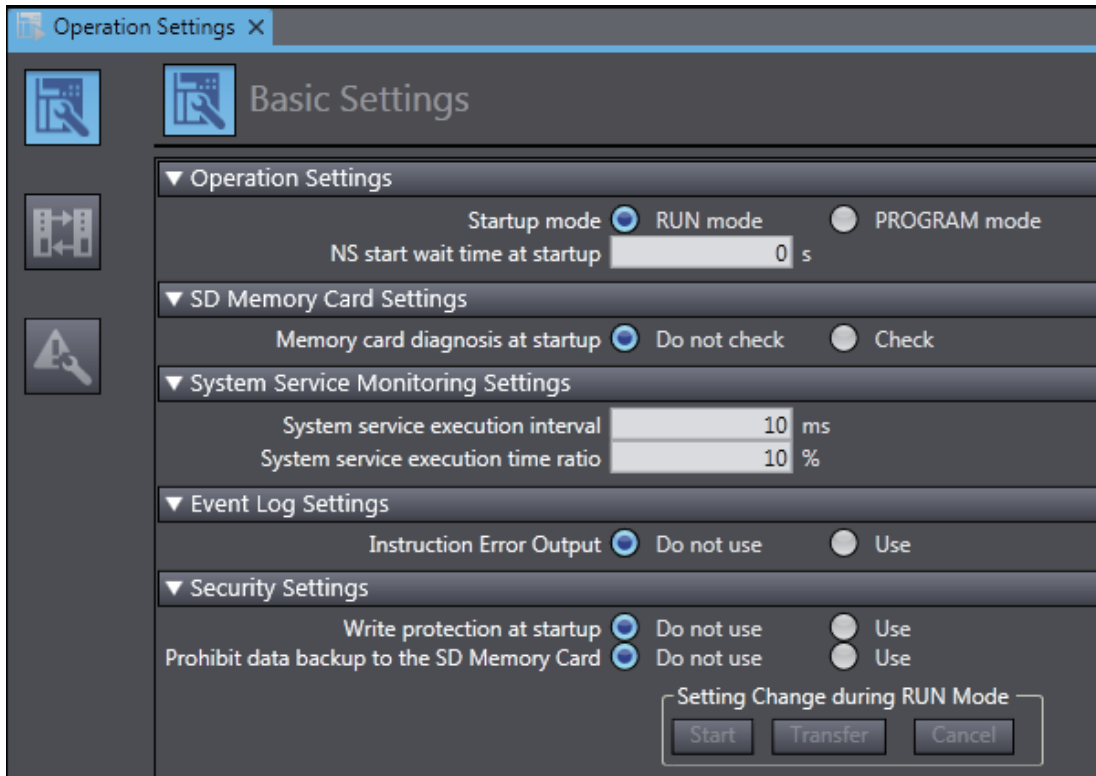 Operation Settings
Basic Settings
Operation Settings
Startup mode RUN mode PROGRAM mode
NS start wait time at startup 0 s
SD Memory Card Settings
Memory card diagnosis at startup Do not check Check
System Service Monitoring Settings
System service execution interval 10 ms
System service execution time ratio 10 %
Event Log Settings
Instruction Error Output Do not use Use
Security Settings
Write protection at startup Do not use Use
Prohibit data backup to the SD Memory Card Do not use Use
Setting Change during RUN Mode
Start Transfer Cancel